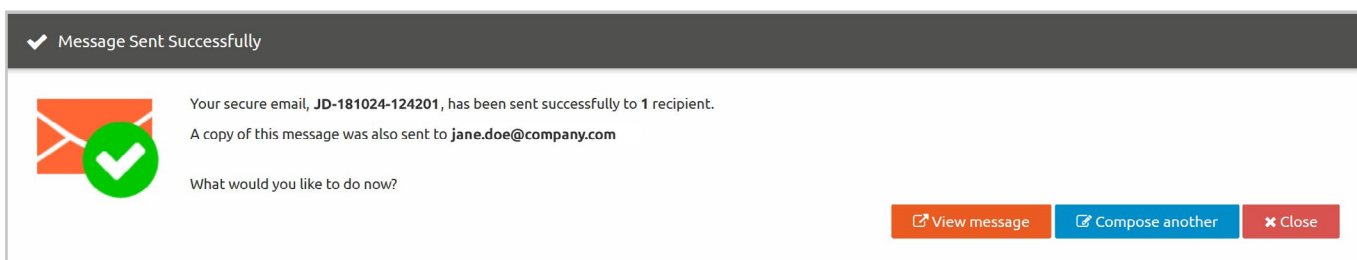 Message Sent Successfully
Your secure email, JD-181024-124201, has been sent successfully to 1 recipient.
A copy of this message was also sent to jane.doe@company.com
What would you like to do now?
View message Compose another Close